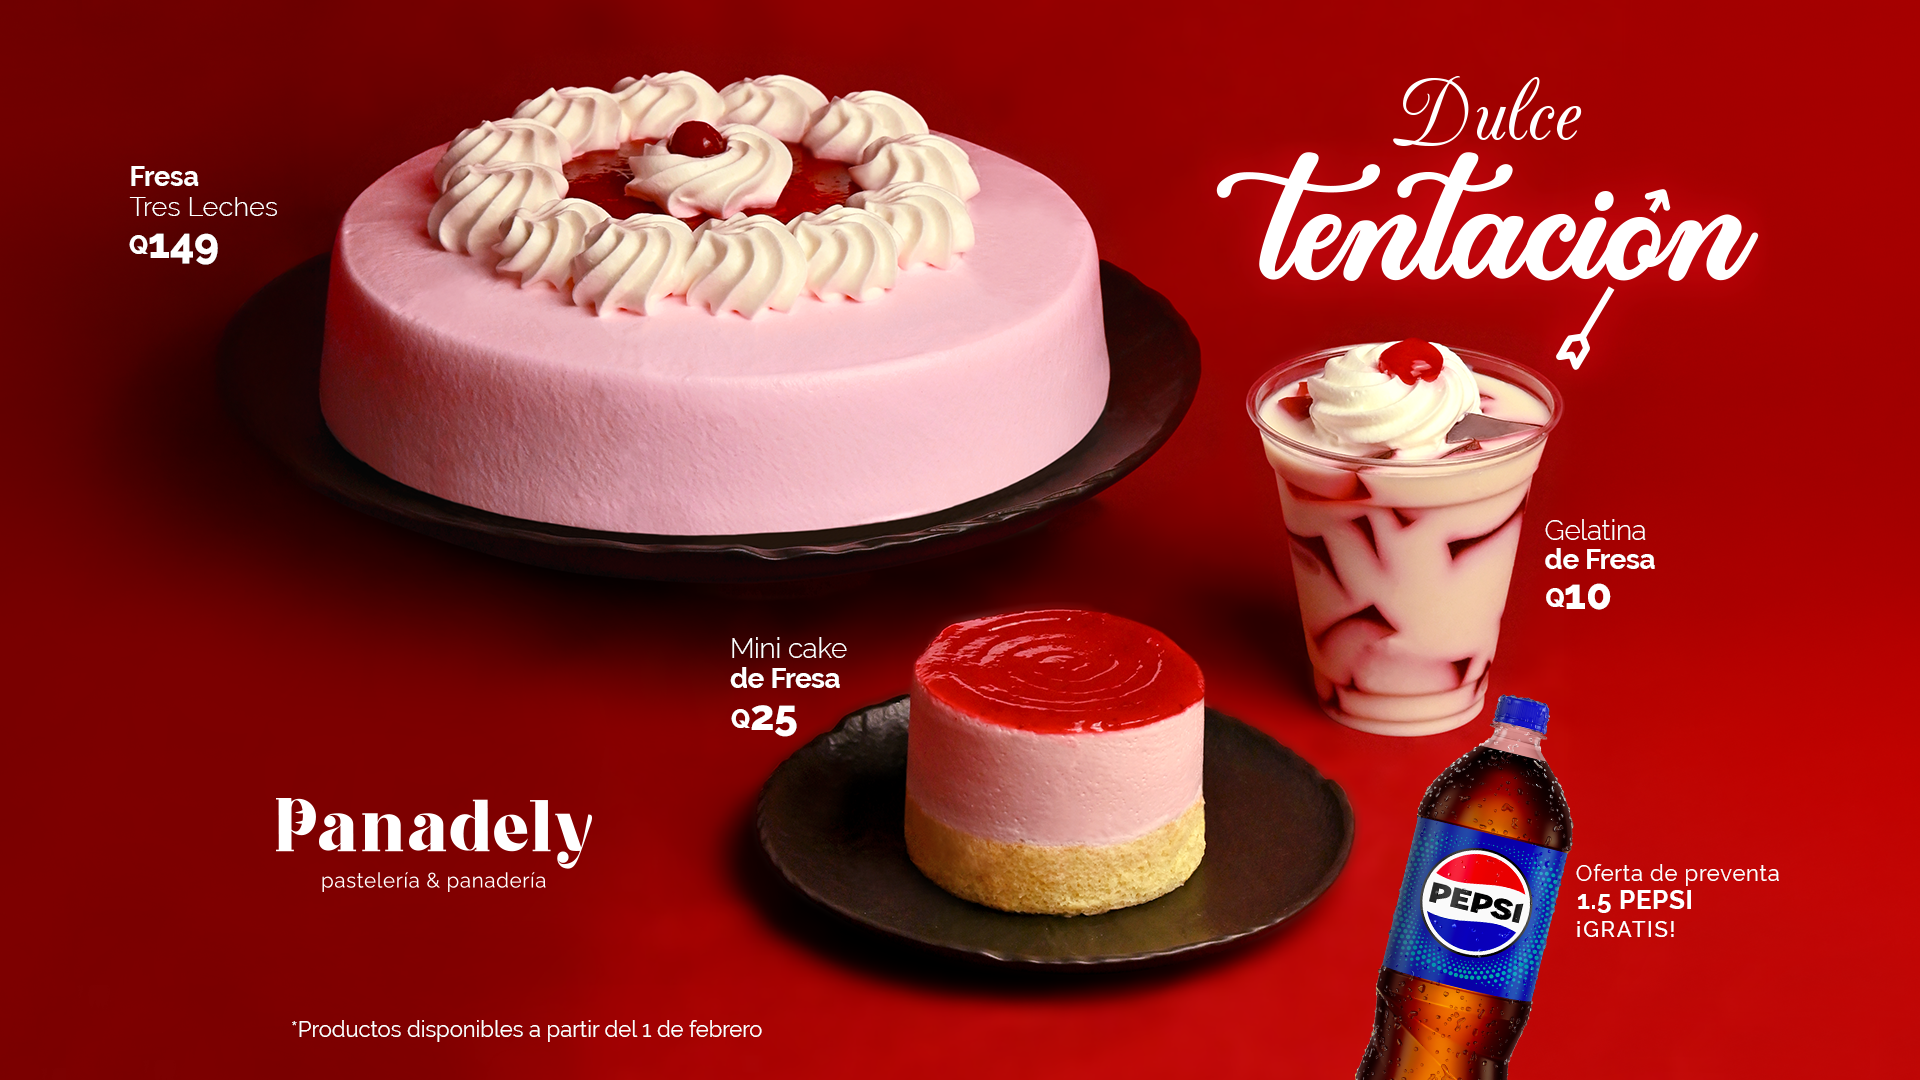 Dulce
tentación
Fresa
Tres Leches
Q149
Gelatina
de Fresa
Q10
Mini cake
de Fresa
Q25
Panadely
pastelería & panadería
PEPSI
Oferta de preventa
1.5 PEPSI
¡GRATIS!
*Productos disponibles a partir del 1 de febrero